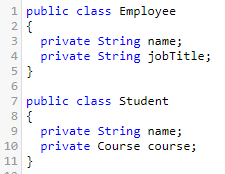 1 public class Employee
2 {
3   private String name;
4   private String jobTitle;
5 }
6
7 public class Student
8 {
9   private String name;
10   private Course course;
11 }